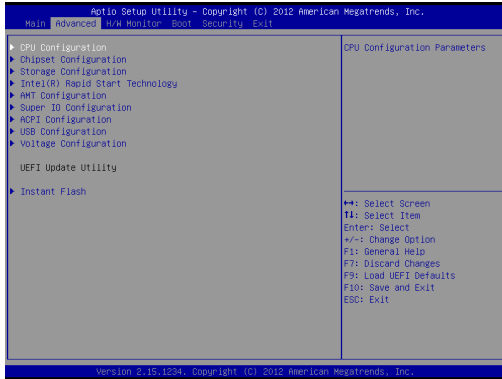 Aptio Setup Utility - Copyright (C) 2012 American Megatrends, Inc.
Main Advanced H/W Monitor Boot Security Exit
CPU Configuration
Chipset Configuration
Storage Configuration
Intel(R) Rapid Start Technology
AMT Configuration
Super IO Configuration
ACPI Configuration
USB Configuration
Voltage Configuration
UEFI Update Utility
Instant Flash
CPU Configuration Parameters
↔: Select Screen
↑↓: Select Item
Enter: Select
+/-: Change Option
F1: General Help
F7: Discard Changes
F9: Load UEFI Defaults
F10: Save and Exit
ESC: Exit
Version 2.15.1234. Copyright (C) 2012 American Megatrends, Inc.